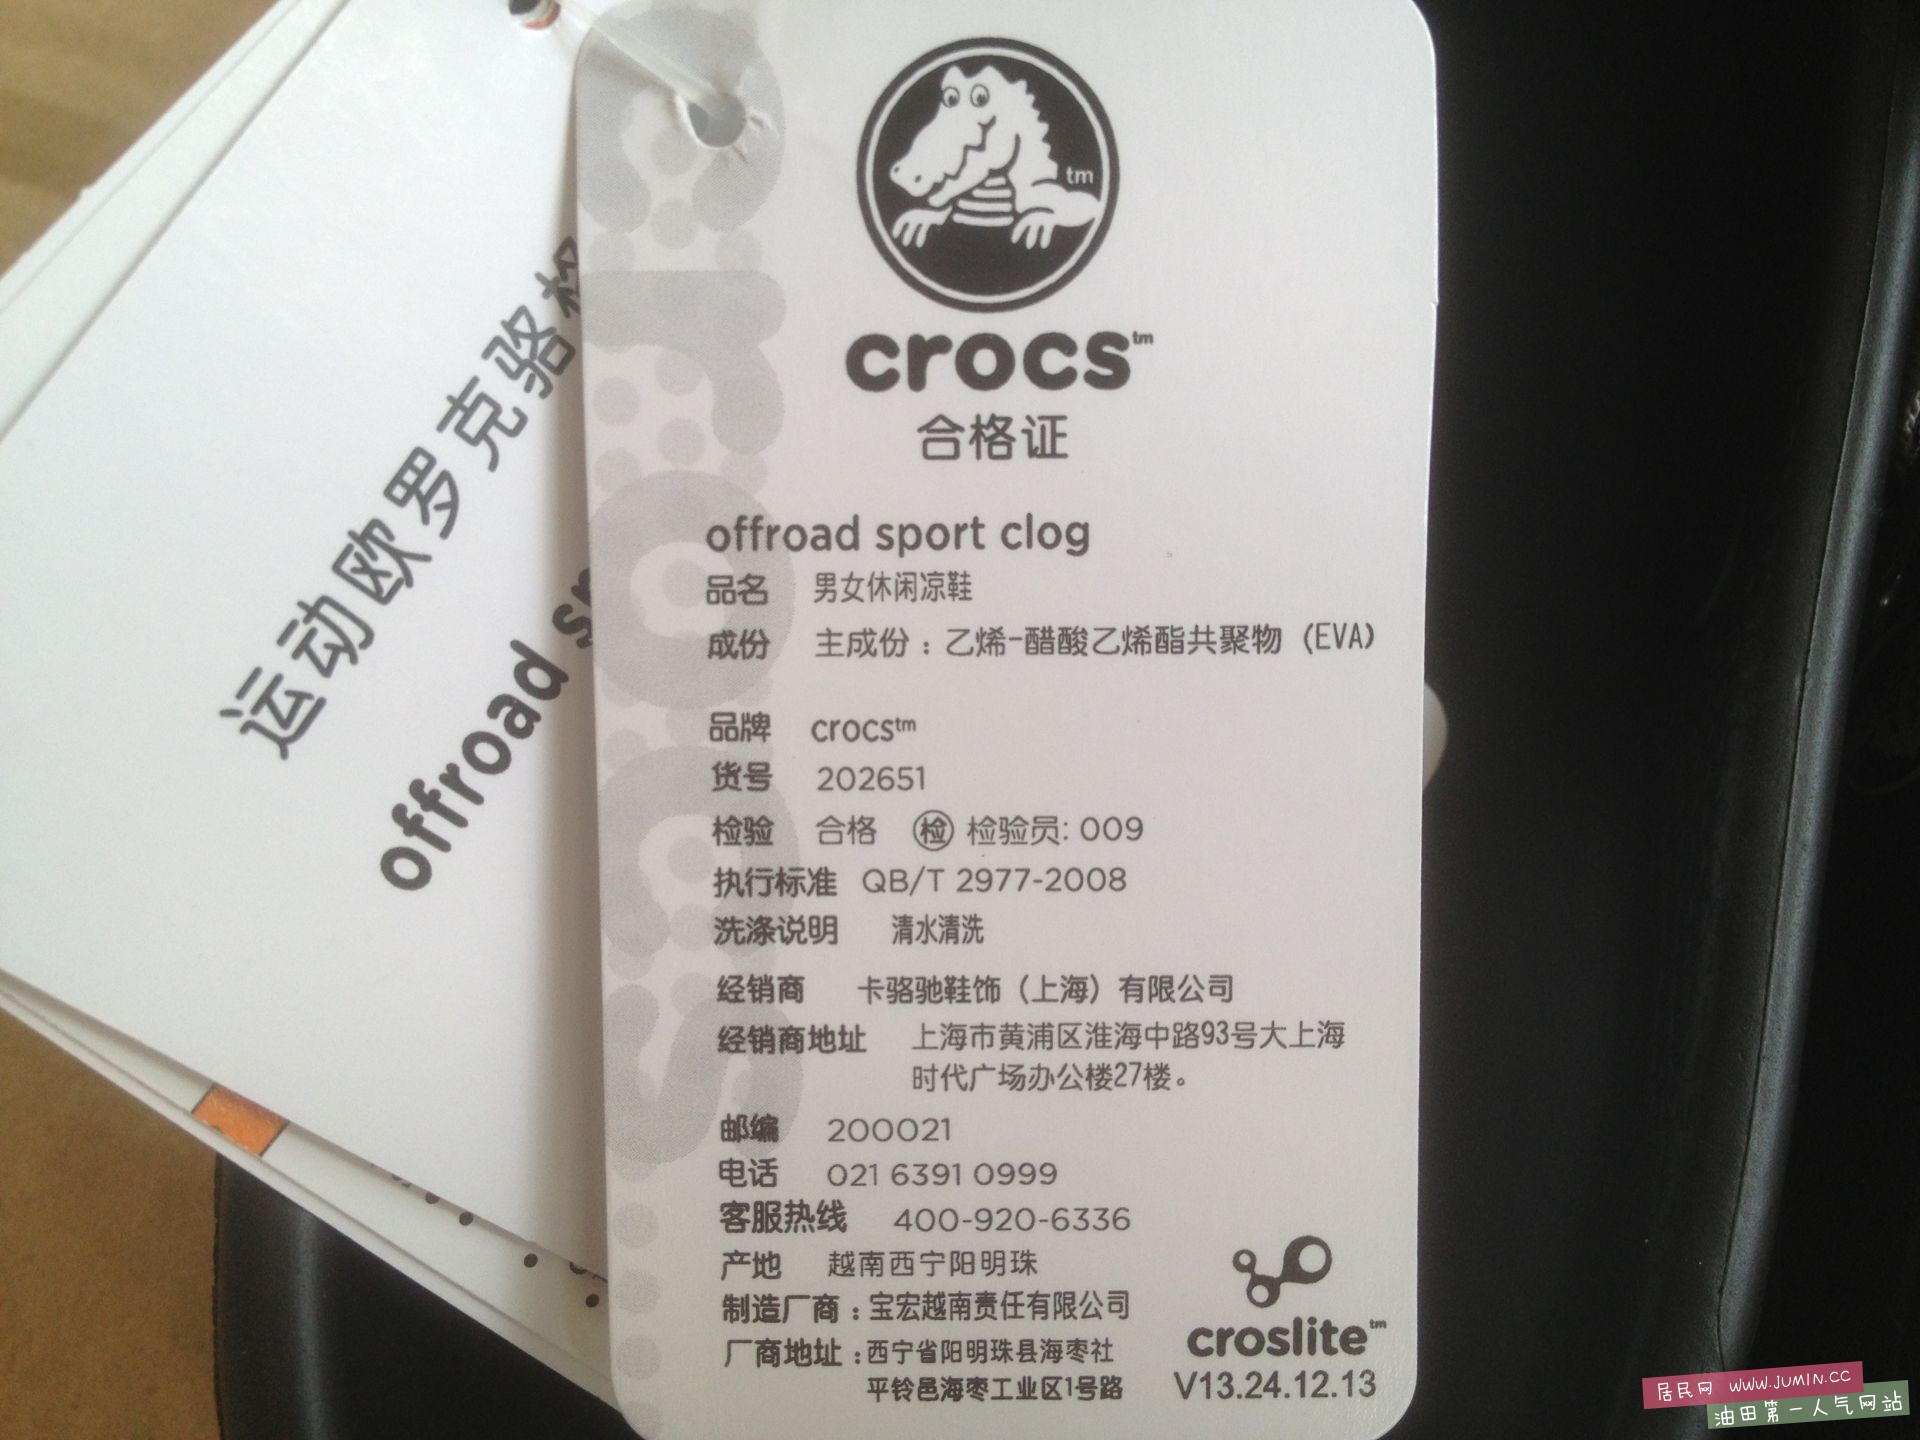 运动欧罗克骆
offroad
crocs
tm
crocs™
合格证
offroad sport clog
品名 男女休闲凉鞋
成份 主成份：乙烯-醋酸乙烯酯共聚物（EVA）
品牌 crocs™
货号 202651
检验 合格 检 检验员: 009
执行标准 QB/T 2977-2008
洗涤说明 清水清洗
经销商 卡骆驰鞋饰（上海）有限公司
经销商地址 上海市黄浦区淮海中路93号大上海
时代广场办公楼27楼。
邮编 200021
电话 021 6391 0999
客服热线 400-920-6336
产地 越南西宁阳明珠
制造厂商：宝宏越南责任有限公司
厂商地址：西宁省阳明珠县海枣社
平铃邑海枣工业区1号路
croslite™
V13.24.12.13
居民网 www.JUMIN.CC
油田第一人气网站